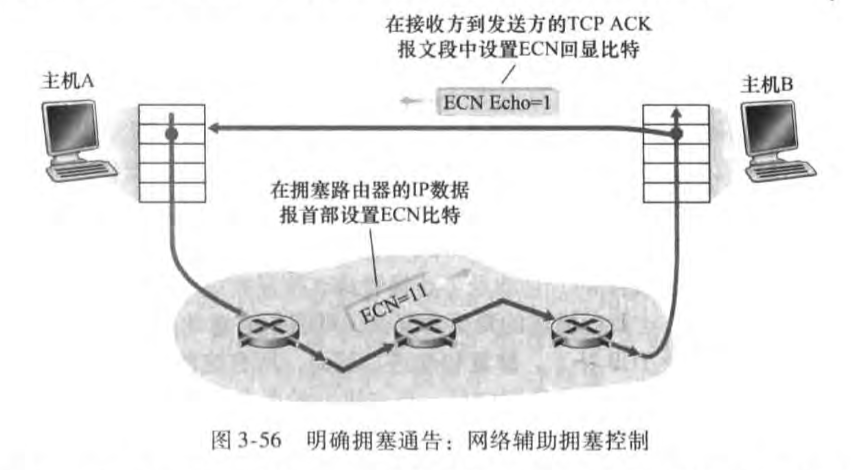 在接收方到发送方的TCP ACK
报文段中设置ECN回显比特
主机A
主机B
ECN Echo=1
在拥塞路由器的IP数据
报首部设置ECN比特
ECN=11
图 3-56 明确拥塞通告：网络辅助拥塞控制